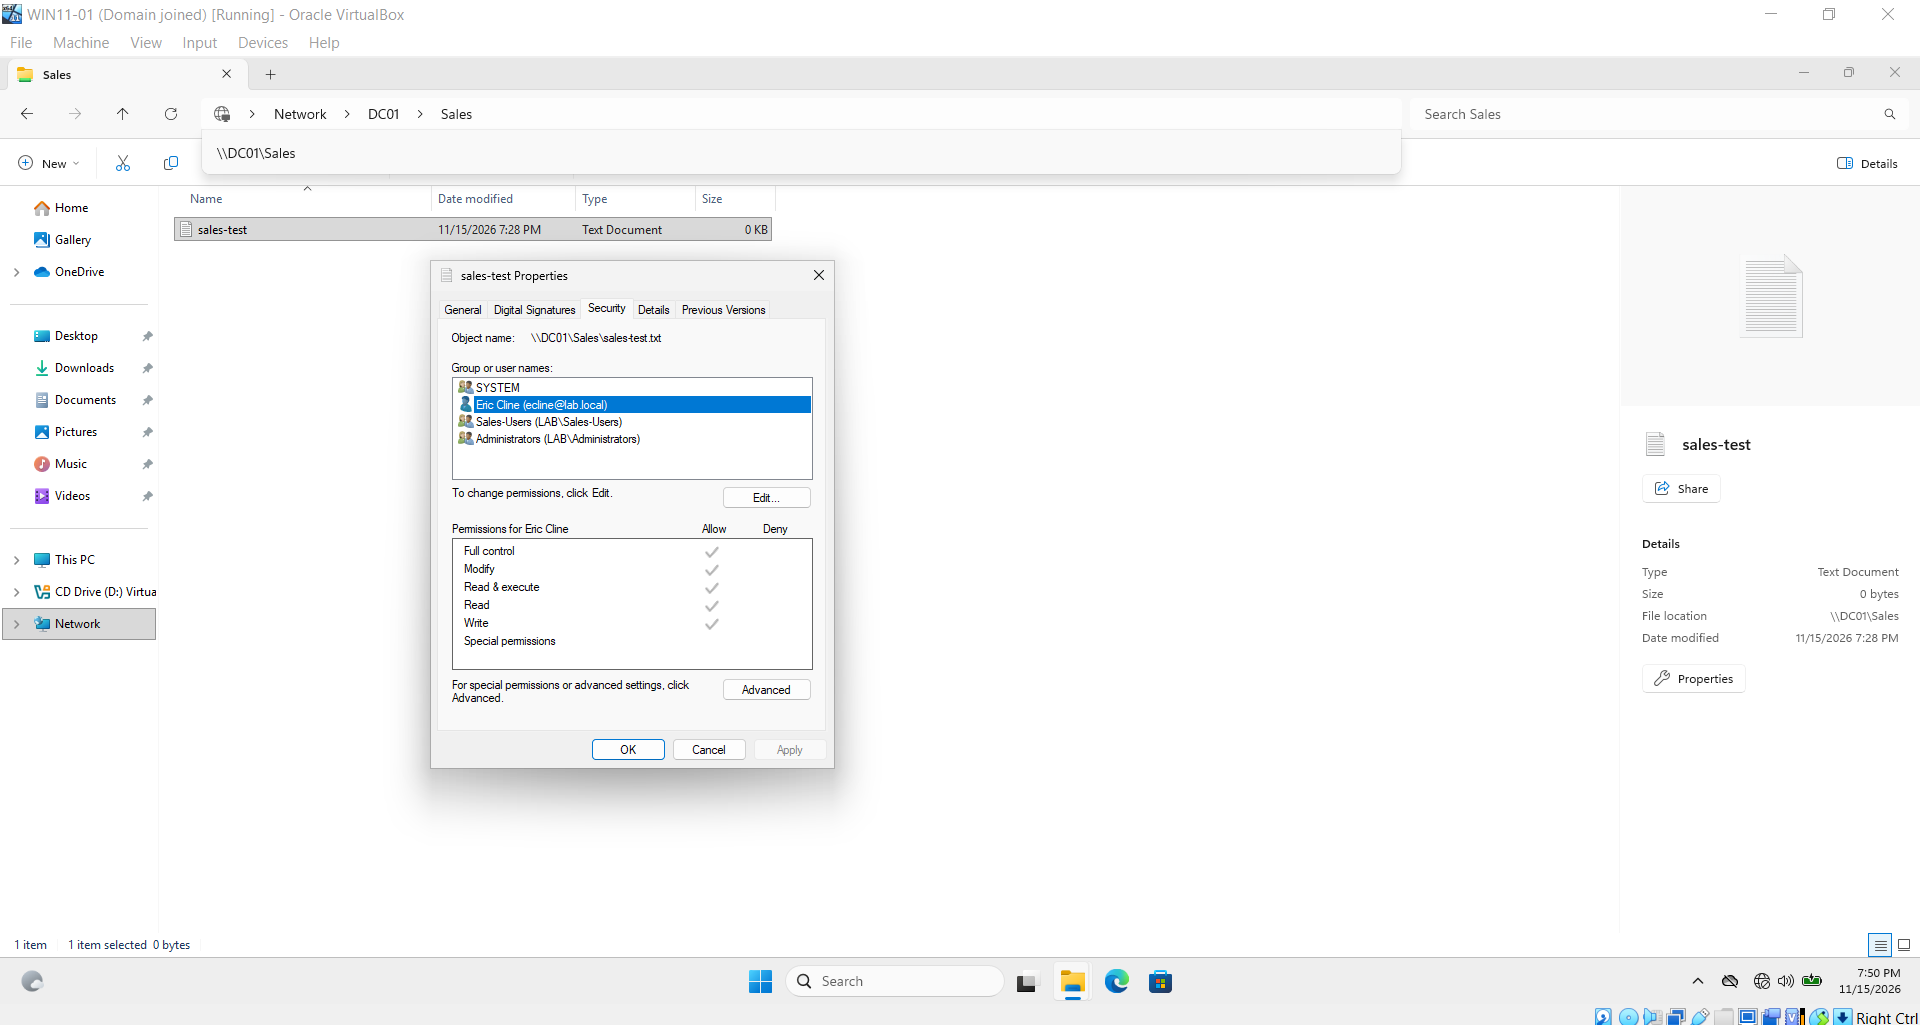 WIN11-01 (Domain joined) [Running] - Oracle VirtualBox
File Machine View Input Devices Help
Sales
Network > DC01 > Sales
Search Sales
\\DC01\Sales
New
Details
Home
Gallery
OneDrive
Desktop
Downloads
Documents
Pictures
Music
Videos
This PC
CD Drive (D:) Virtua
Network
Name Date modified Type Size
sales-test 11/15/2026 7:28 PM Text Document 0 KB
sales-test Properties
General Digital Signatures Security Details Previous Versions
Object name: \\DC01\Sales\sales-test.txt
Group or user names:
SYSTEM
Eric Cline (ecline@lab.local)
Sales-Users (LAB\Sales-Users)
Administrators (LAB\Administrators)
To change permissions, click Edit.
Edit...
Permissions for Eric Cline Allow Deny
Full control
Modify
Read & execute
Read
Write
Special permissions
For special permissions or advanced settings, click
Advanced.
Advanced
OK Cancel Apply
sales-test
Share
Details
Type Text Document
Size 0 bytes
File location \\DC01\Sales
Date modified 11/15/2026 7:28 PM
Properties
1 item 1 item selected 0 bytes
Search
7:50 PM
11/15/2026
Right Ctrl